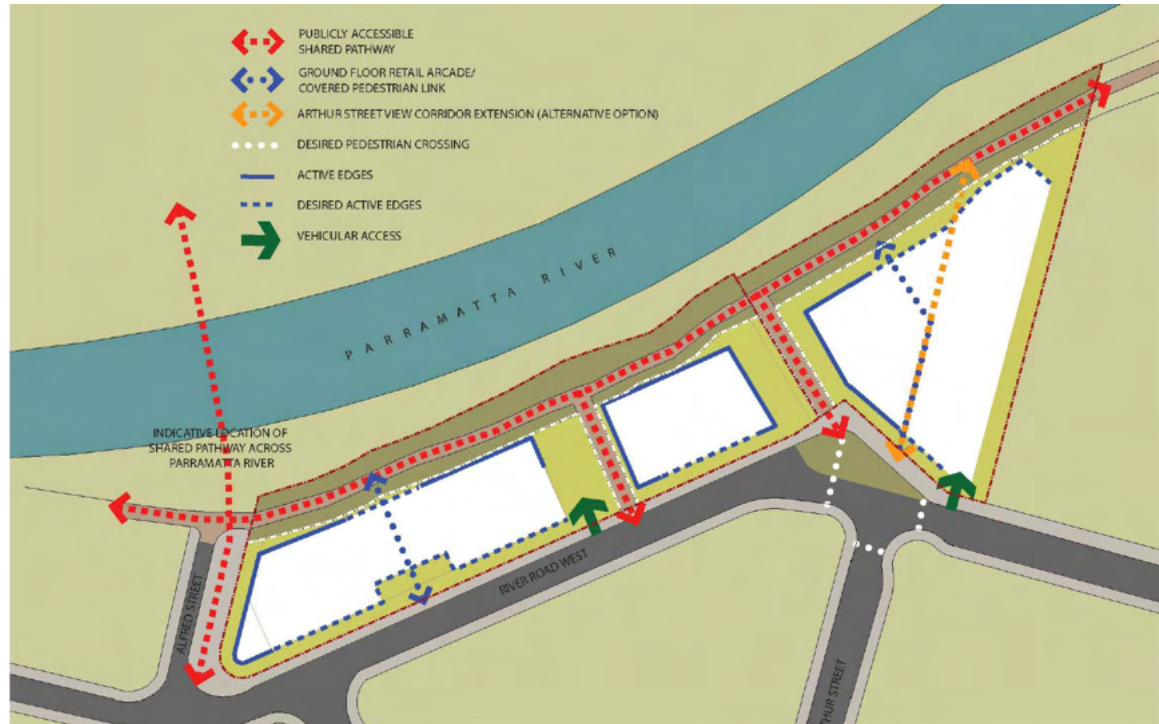 PUBLICLY ACCESSIBLE
SHARED PATHWAY
GROUND FLOOR RETAIL ARCADE/
COVERED PEDESTRIAN LINK
ARTHUR STREET VIEW CORRIDOR EXTENSION (ALTERNATIVE OPTION)
DESIRED PEDESTRIAN CROSSING
ACTIVE EDGES
DESIRED ACTIVE EDGES
VEHICULAR ACCESS
PARRAMATTA RIVER
INDICATIVE LOCATION OF
SHARED PATHWAY ACROSS
PARRAMATTA RIVER
ALFRED STREET
RIVER ROAD WEST
THUR STREET